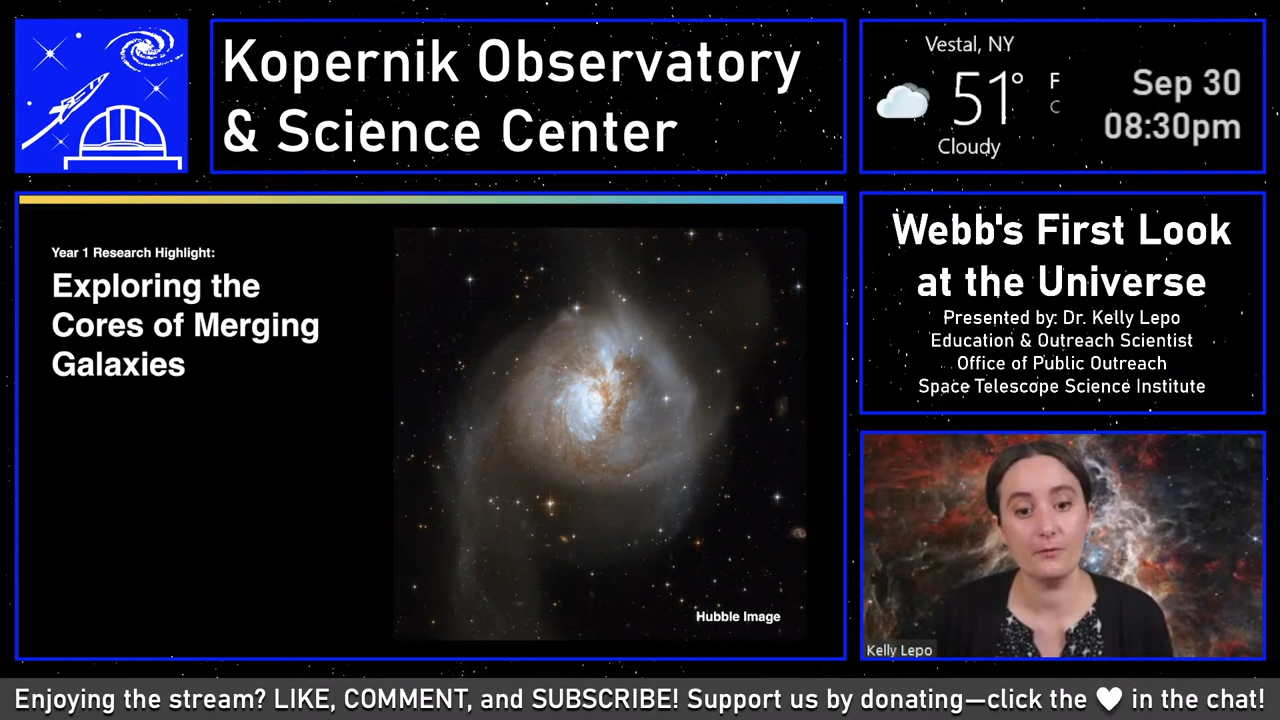 Kopernik Observatory
& Science Center
Vestal, NY
51° F
C
Cloudy
Sep 30
08:30pm
Year 1 Research Highlight:
Exploring the
Cores of Merging
Galaxies
Hubble Image
Webb's First Look
at the Universe
Presented by: Dr. Kelly Lepo
Education & Outreach Scientist
Office of Public Outreach
Space Telescope Science Institute
Kelly Lepo
Enjoying the stream? LIKE, COMMENT, and SUBSCRIBE! Support us by donating—click the ♥ in the chat!